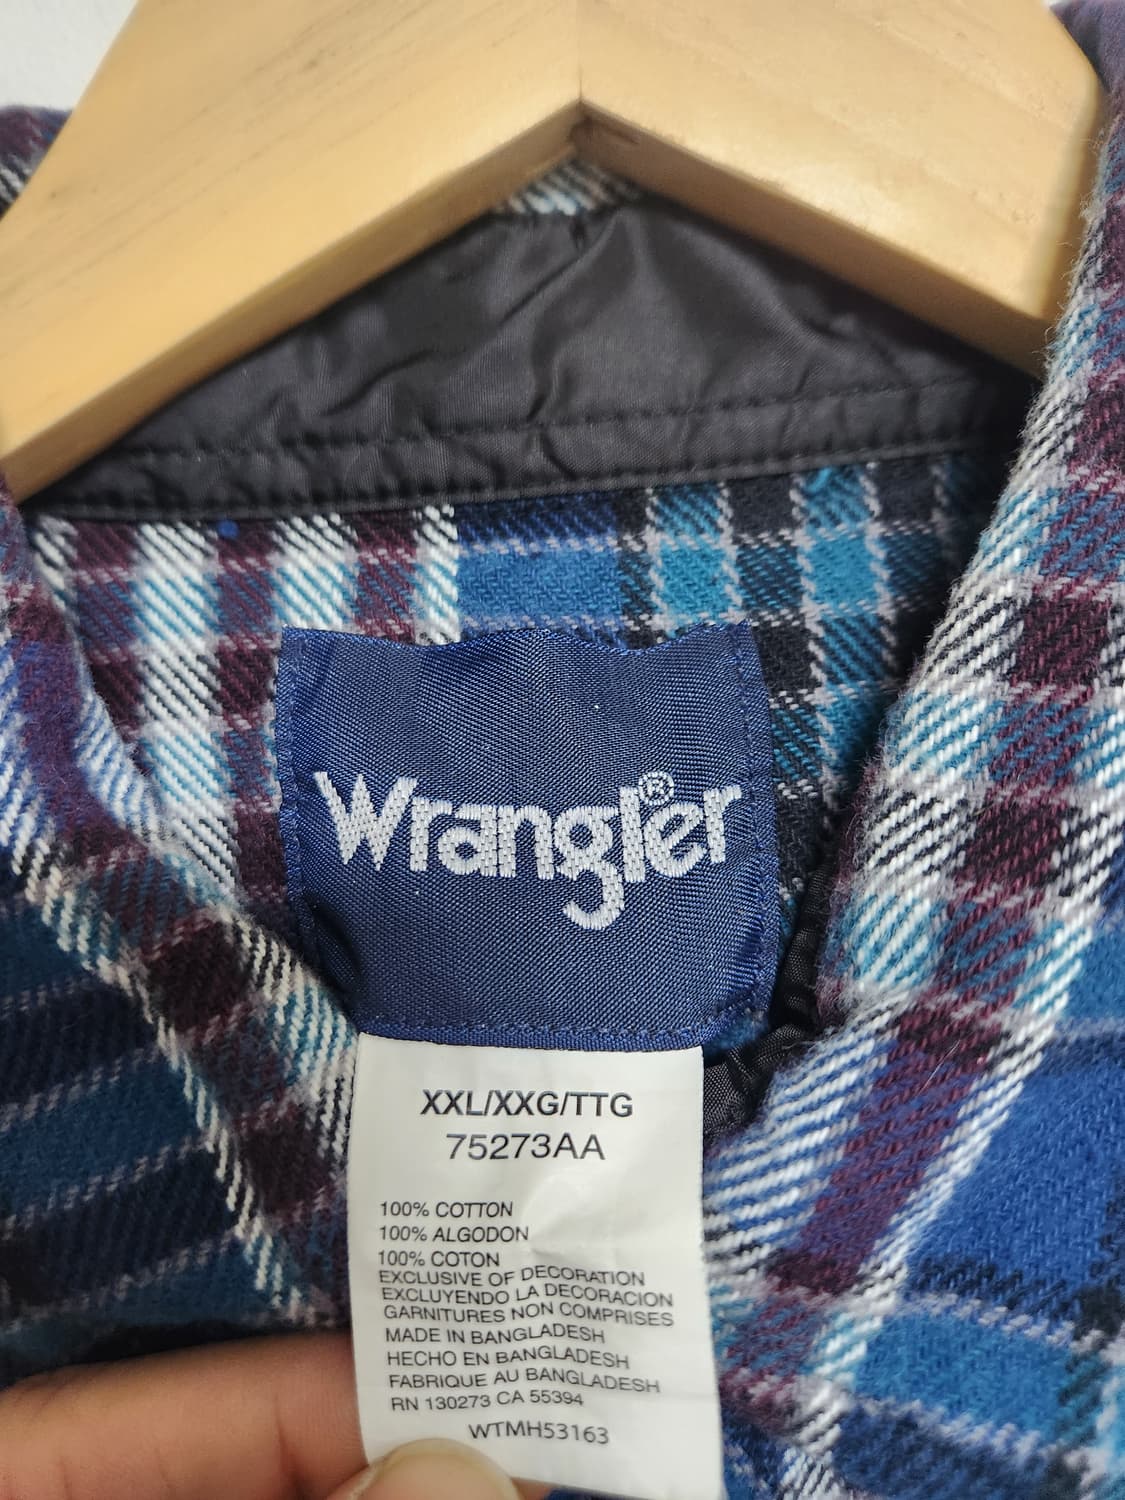 Wrangler®
XXL/XXG/TTG
75273AA
100% COTTON
100% ALGODON
100% COTON
EXCLUSIVE OF DECORATION
EXCLUYENDO LA DECORACION
GARNITURES NON COMPRISES
MADE IN BANGLADESH
HECHO EN BANGLADESH
FABRIQUE AU BANGLADESH
RN 130273 CA 55394
WTMH53163